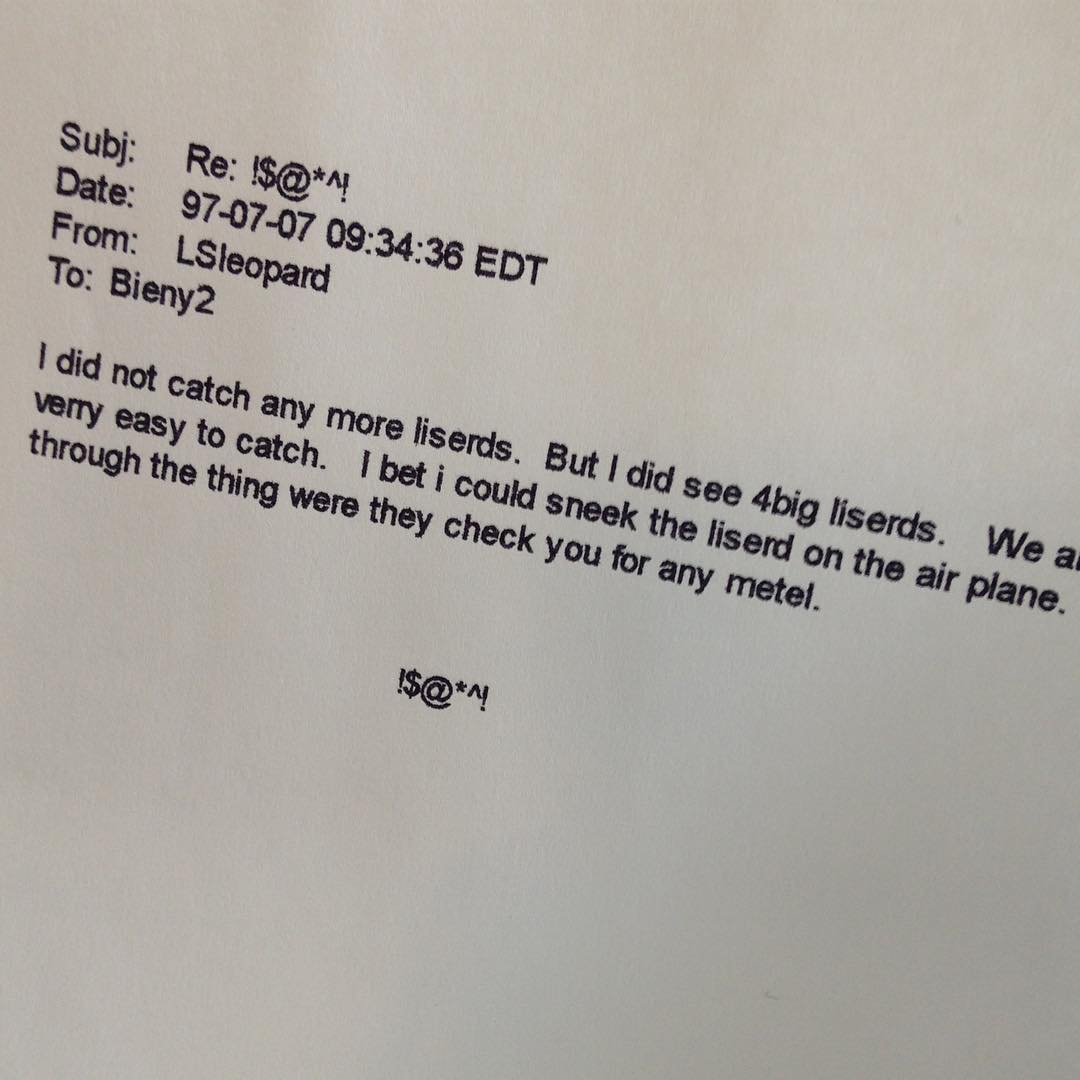 Subj: Re: !$@*^!
Date: 97-07-07 09:34:36 EDT
From: LSleopard
To: Bieny2
I did not catch any more liserds. But I did see 4big liserds. We
verry easy to catch. I bet i could sneek the liserd on the air plane.
through the thing were they check you for any metel.
!$@*^!